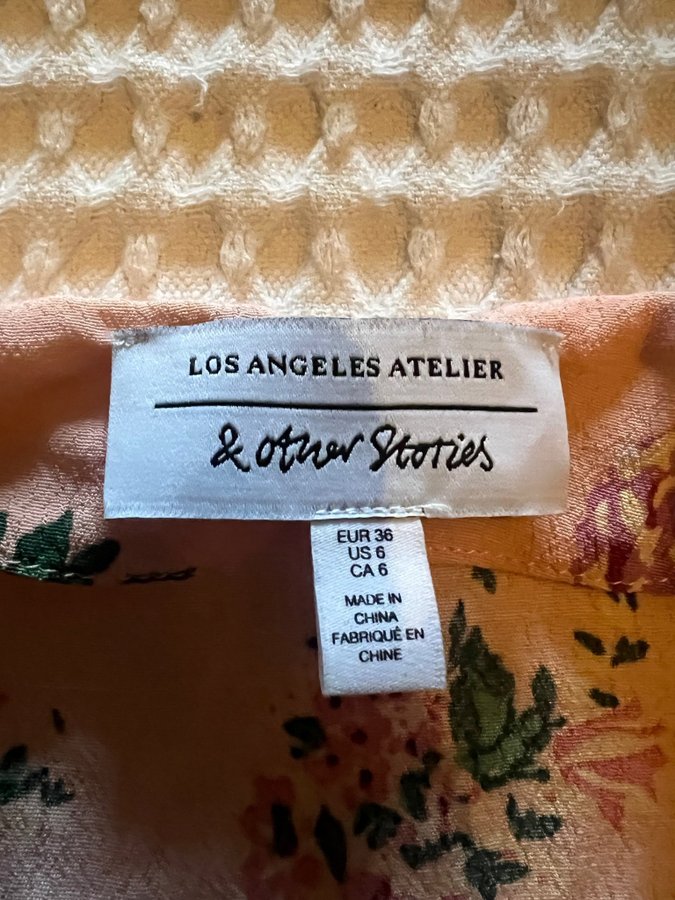 LOS ANGELES ATELIER
& other Stories
EUR 36
US 6
CA 6
MADE IN
CHINA
FABRIQUÉ EN
CHINE